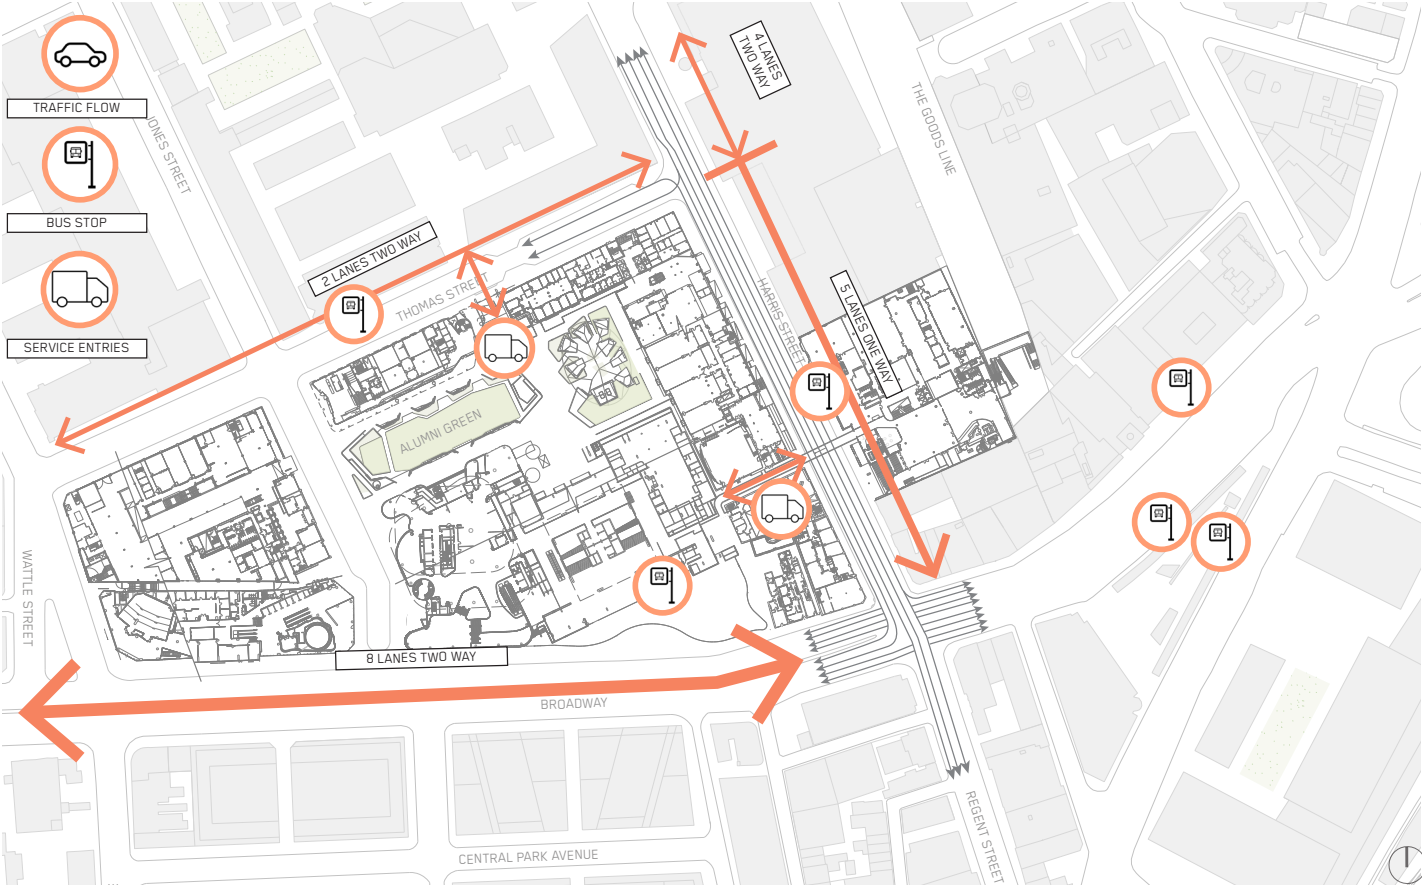 TRAFFIC FLOW
BUS STOP
SERVICE ENTRIES
JONES STREET
4 LANES
TWO WAY
THE GOODS LINE
2 LANES TWO WAY
THOMAS STREET
HARRIS STREET
5 LANES ONE WAY
ALUMNI GREEN
WATTLE STREET
8 LANES TWO WAY
BROADWAY
REGENT STREET
CENTRAL PARK AVENUE